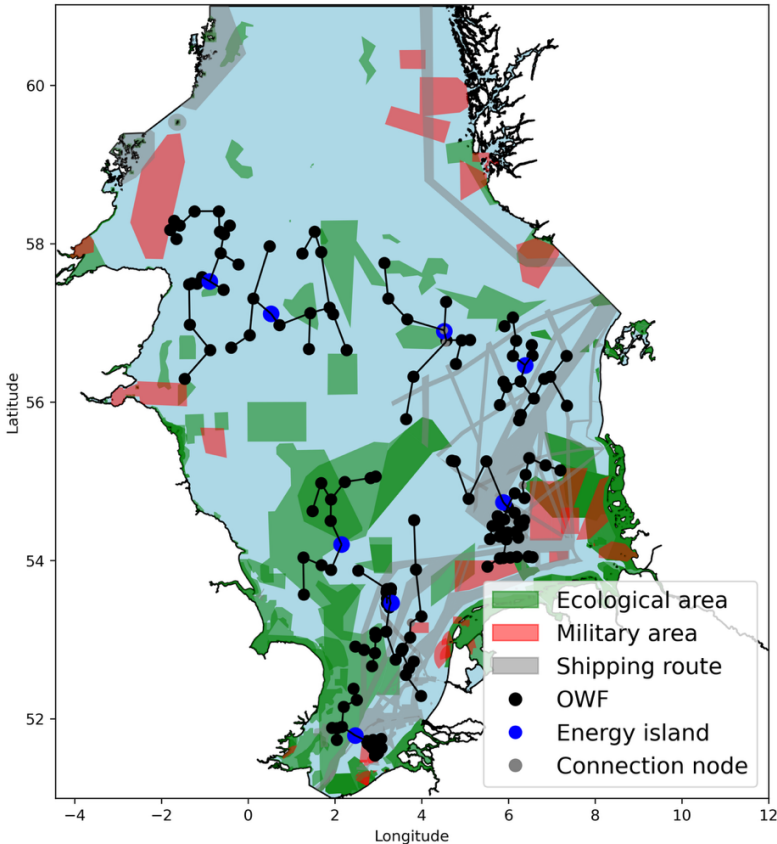 60
58
56
54
52
Latitude
Ecological area
Military area
Shipping route
OWF
Energy island
Connection node
−4
−2
0
2
4
6
8
10
12
Longitude